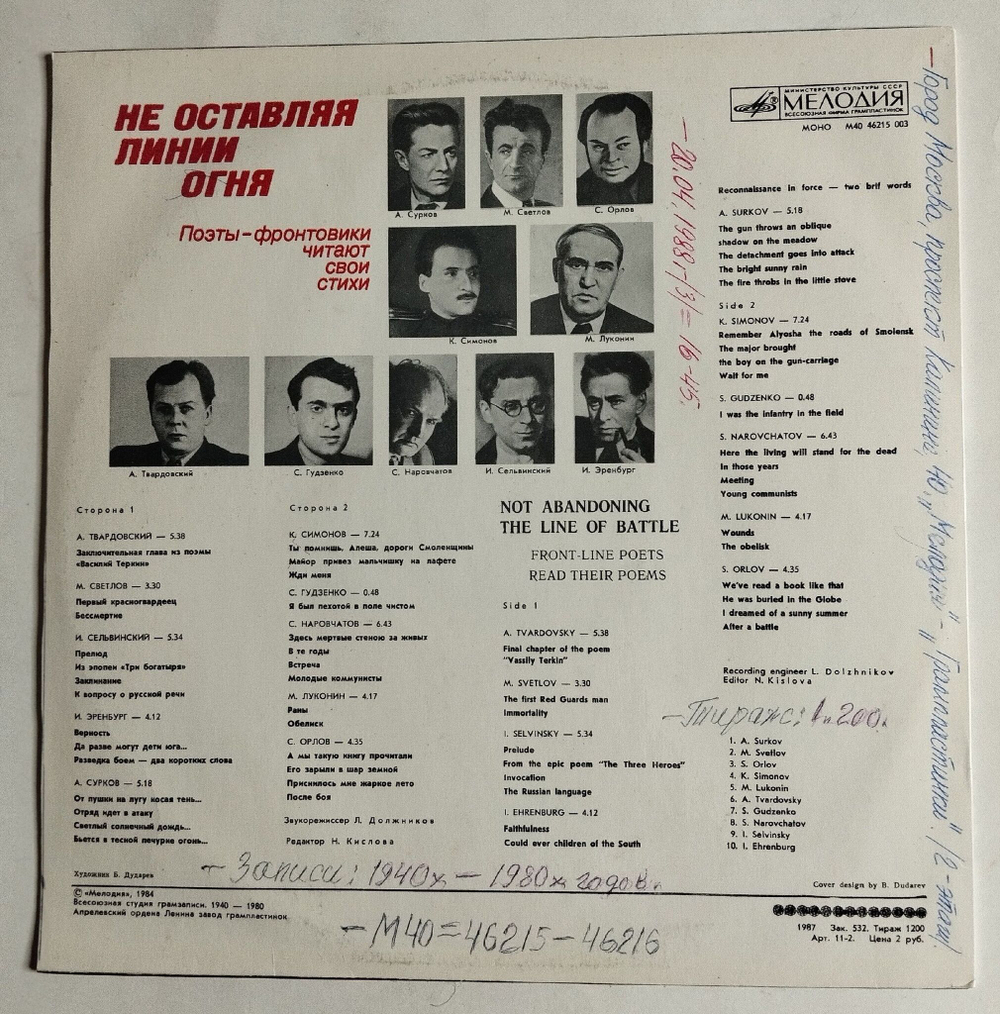 НЕ ОСТАВЛЯЯ
ЛИНИИ
ОГНЯ
Поэты-фронтовики
читают
свои
стихи
А. Сурков
М. Светлов
С. Орлов
К. Симонов
М. Луконин
А. Твардовский
С. Гудзенко
С. Наровчатов
И. Сельвинский
И. Эренбург
МИНИСТЕРСТВО КУЛЬТУРЫ СССР
МЕЛОДИЯ
ВСЕСОЮЗНАЯ ФИРМА ГРАМПЛАСТИНОК
МОНО М40 46215 003
Сторона 1
А. ТВАРДОВСКИЙ — 5.38
Заключительная глава из поэмы
«Василий Теркин»
М. СВЕТЛОВ — 3.30
Первый красногвардеец
Бессмертие
И. СЕЛЬВИНСКИЙ — 5.34
Прелюд
Из эпопеи «Три богатыря»
Заклинание
К вопросу о русской речи
И. ЭРЕНБУРГ — 4.12
Верность
Да разве могут дети юга...
Разведка боем — два коротких слова
А. СУРКОВ — 5.18
От пушки на лугу косая тень...
Отряд идет в атаку
Светлый солнечный дождь...
Бьется в тесной печурке огонь...
Сторона 2
К. СИМОНОВ — 7.24
Ты помнишь, Алеша, дороги Смоленщины
Майор привез мальчишку на лафете
Жди меня
С. ГУДЗЕНКО — 0.48
Я был пехотой в поле чистом
С. НАРОВЧАТОВ — 6.43
Здесь мертвые стеною за живых
В те годы
Встреча
Молодые коммунисты
М. ЛУКОНИН — 4.17
Раны
Обелиск
С. ОРЛОВ — 4.35
А мы такую книгу прочитали
Его зарыли в шар земной
Приснилось мне жаркое лето
После боя
Звукорежиссер Л. Должников
Редактор Н. Кислова
NOT ABANDONING
THE LINE OF BATTLE
FRONT-LINE POETS
READ THEIR POEMS
Side 1
A. TVARDOVSKY — 5.38
Final chapter of the poem
"Vassily Terkin"
M. SVETLOV — 3.30
The first Red Guards man
Immortality
I. SELVINSKY — 5.34
Prelude
From the epic poem "The Three Heroes"
Invocation
The Russian language
I. EHRENBURG — 4.12
Faithfulness
Could ever children of the South
Reconnaissance in force — two brif words
A. SURKOV — 5.18
The gun throws an oblique
shadow on the meadow
The detachment goes into attack
The bright sunny rain
The fire throbs in the little stove
Side 2
K. SIMONOV — 7.24
Remember Alyosha the roads of Smolensk
The major brought
the boy on the gun-carriage
Wait for me
S. GUDZENKO — 0.48
I was the infantry in the field
S. NAROVCHATOV — 6.43
Here the living will stand for the dead
In those years
Meeting
Young communists
M. LUKONIN — 4.17
Wounds
The obelisk
S. ORLOV — 4.35
We've read a book like that
He was buried in the Globe
I dreamed of a sunny summer
After a battle
Recording engineer L. Dolzhnikov
Editor N. Kislova
— Тираж: 1 п. 200.
1. A. Surkov
2. M. Svetlov
3. S. Orlov
4. K. Simonov
5. M. Lukonin
6. A. Tvardovsky
7. S. Gudzenko
8. S. Narovchatov
9. I. Selvinsky
10. I. Ehrenburg
— Записи: 1940х — 1980х годов.
Художник Б. Дударев
Cover design by B. Dudarev
© «Мелодия», 1984
Всесоюзная студия грамзаписи. 1940 — 1980
Апрелевский ордена Ленина завод грампластинок
— М40 = 46215 — 46216
1987 Зак. 532. Тираж 1200
Арт. 11-2. Цена 2 руб.
— 20.04.1988-/3/= 16-45.
— Город Москва, проспект Калинина, 40, „Мелодия" — „Грампластинки". /2-этаж/